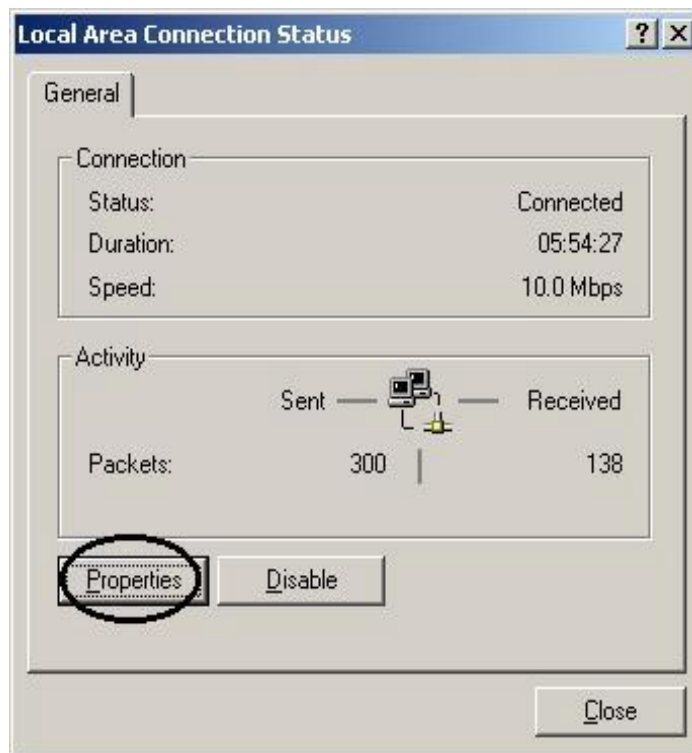 Local Area Connection Status
General
Connection
Status: Connected
Duration: 05:54:27
Speed: 10.0 Mbps
Activity
Sent Received
Packets: 300 138
Properties Disable
Close